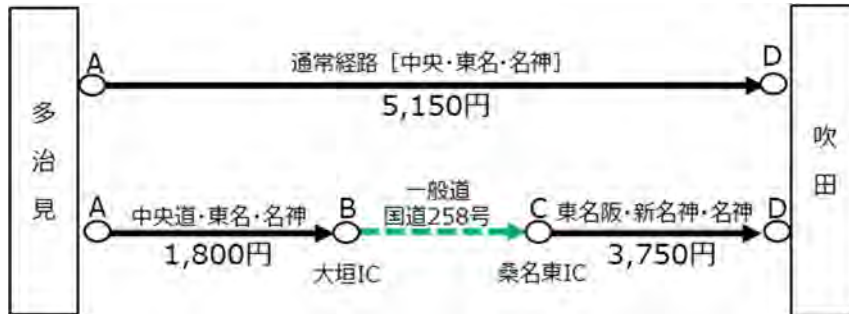 多治見
A
通常経路［中央・東名・名神］
5,150円
D
吹田
A
中央道・東名・名神
1,800円
B
大垣IC
一般道
国道258号
C
桑名東IC
東名阪・新名神・名神
3,750円
D